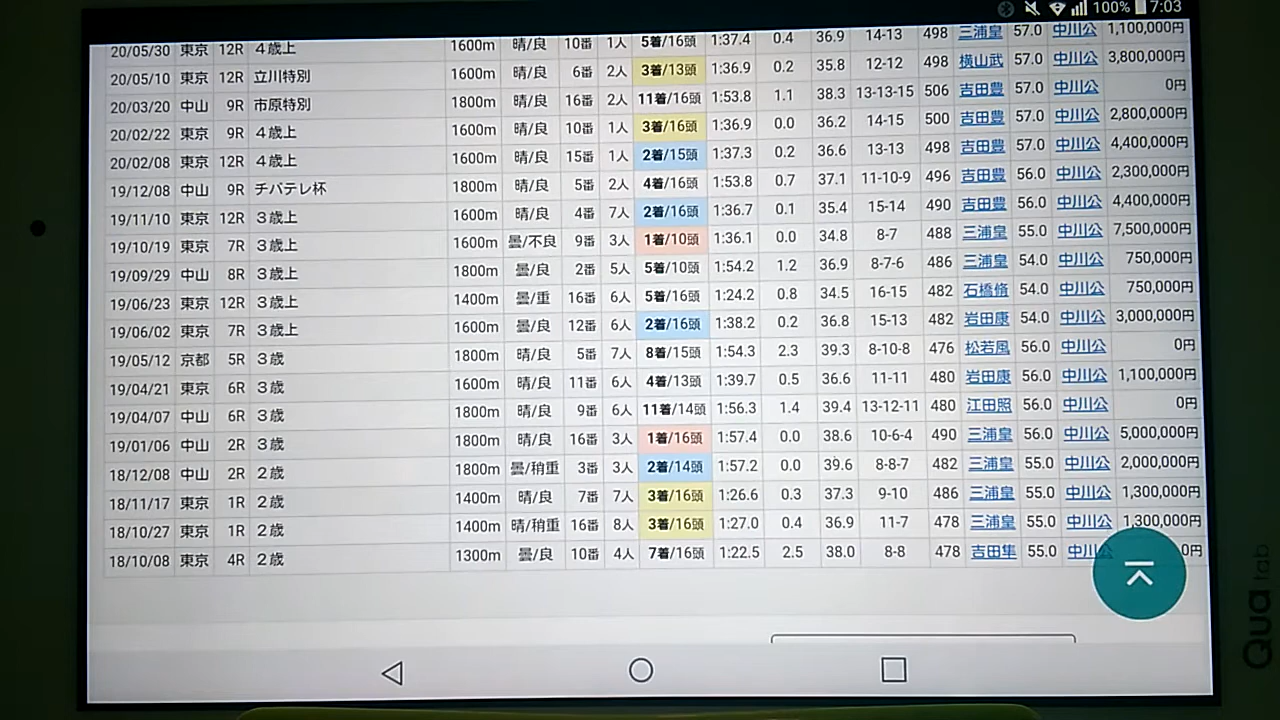 100% 7:03
20/05/30 東京 12R 4歳上 1600m 晴/良 10番 1人 5着/16頭 1:37.4 0.4 36.9 14-13 498 三浦皇 57.0 中川公 1,100,000円
20/05/10 東京 12R 立川特別 1600m 晴/良 6番 2人 3着/13頭 1:36.9 0.2 35.8 12-12 498 横山武 57.0 中川公 3,800,000円
20/03/20 中山 9R 市原特別 1800m 晴/良 16番 2人 11着/16頭 1:53.8 1.1 38.3 13-13-15 506 吉田豊 57.0 中川公 0円
20/02/22 東京 9R 4歳上 1600m 晴/良 10番 1人 3着/16頭 1:36.9 0.0 36.2 14-15 500 吉田豊 57.0 中川公 2,800,000円
20/02/08 東京 12R 4歳上 1600m 晴/良 15番 1人 2着/15頭 1:37.3 0.2 36.6 13-13 498 吉田豊 57.0 中川公 4,400,000円
19/12/08 中山 9R チバテレ杯 1800m 晴/良 5番 2人 4着/16頭 1:53.8 0.7 37.1 11-10-9 496 吉田豊 56.0 中川公 2,300,000円
19/11/10 東京 12R 3歳上 1600m 晴/良 4番 7人 2着/16頭 1:36.7 0.1 35.4 15-14 490 吉田豊 56.0 中川公 4,400,000円
19/10/19 東京 7R 3歳上 1600m 曇/不良 9番 3人 1着/10頭 1:36.1 0.0 34.8 8-7 488 三浦皇 55.0 中川公 7,500,000円
19/09/29 中山 8R 3歳上 1800m 曇/良 2番 5人 5着/10頭 1:54.2 1.2 36.9 8-7-6 486 三浦皇 54.0 中川公 750,000円
19/06/23 東京 12R 3歳上 1400m 曇/重 16番 6人 5着/16頭 1:24.2 0.8 34.5 16-15 482 石橋脩 54.0 中川公 750,000円
19/06/02 東京 7R 3歳上 1600m 曇/良 12番 6人 2着/16頭 1:38.2 0.2 36.8 15-13 482 岩田康 54.0 中川公 3,000,000円
19/05/12 京都 5R 3歳 1800m 晴/良 5番 7人 8着/15頭 1:54.3 2.3 39.3 8-10-8 476 松若風 56.0 中川公 0円
19/04/21 東京 6R 3歳 1600m 晴/良 11番 6人 4着/13頭 1:39.7 0.5 36.6 11-11 480 岩田康 56.0 中川公 1,100,000円
19/04/07 中山 6R 3歳 1800m 晴/良 9番 6人 11着/14頭 1:56.3 1.4 39.4 13-12-11 480 江田照 56.0 中川公 0円
19/01/06 中山 2R 3歳 1800m 晴/良 16番 3人 1着/16頭 1:57.4 0.0 38.6 10-6-4 490 三浦皇 56.0 中川公 5,000,000円
18/12/08 中山 2R 2歳 1800m 曇/稍重 3番 3人 2着/14頭 1:57.2 0.0 39.6 8-8-7 482 三浦皇 55.0 中川公 2,000,000円
18/11/17 東京 1R 2歳 1400m 晴/良 7番 7人 3着/16頭 1:26.6 0.3 37.3 9-10 486 三浦皇 55.0 中川公 1,300,000円
18/10/27 東京 1R 2歳 1400m 晴/稍重 16番 8人 3着/16頭 1:27.0 0.4 36.9 11-7 478 三浦皇 55.0 中川公 1,300,000円
18/10/08 東京 4R 2歳 1300m 曇/良 10番 4人 7着/16頭 1:22.5 2.5 38.0 8-8 478 吉田隼 55.0 中川公 0円
Qua tab